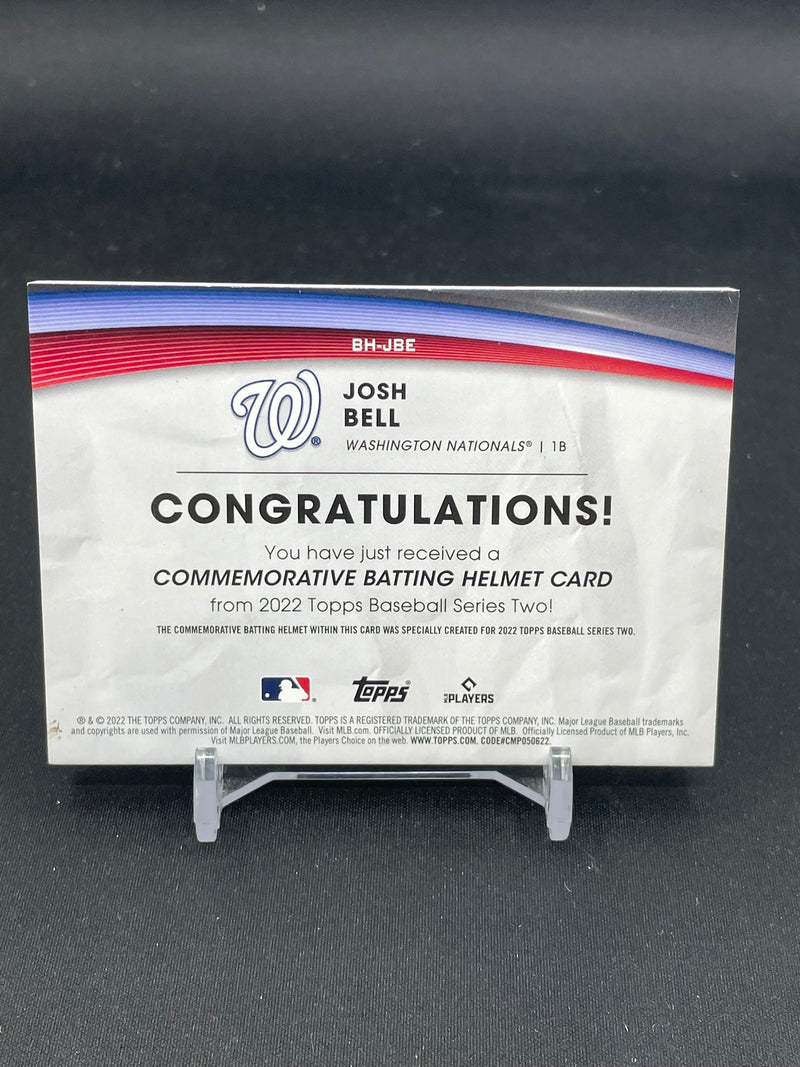 BH-JBE
W®
JOSH
BELL
WASHINGTON NATIONALS® | 1B
CONGRATULATIONS!
You have just received a
COMMEMORATIVE BATTING HELMET CARD
from 2022 Topps Baseball Series Two!
THE COMMEMORATIVE BATTING HELMET WITHIN THIS CARD WAS SPECIALLY CREATED FOR 2022 TOPPS BASEBALL SERIES TWO.
Topps® MLB PLAYERS
® & © 2022 THE TOPPS COMPANY, INC. ALL RIGHTS RESERVED. TOPPS IS A REGISTERED TRADEMARK OF THE TOPPS COMPANY, INC. Major League Baseball trademarks
and copyrights are used with permission of Major League Baseball. Visit MLB.com. OFFICIALLY LICENSED PRODUCT OF MLB. Officially Licensed Product of MLB Players, Inc.
Visit MLBPLAYERS.COM, the Players Choice on the web. WWW.TOPPS.COM. CODE#CMP050622.